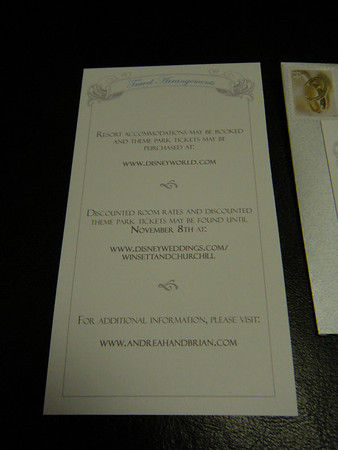 Travel Arrangements
RESORT ACCOMMODATIONS MAY BE BOOKED
AND THEME PARK TICKETS MAY BE
PURCHASED AT:
WWW.DISNEYWORLD.COM
DISCOUNTED ROOM RATES AND DISCOUNTED
THEME PARK TICKETS MAY BE FOUND UNTIL
NOVEMBER 8TH AT:
WWW.DISNEYWEDDINGS.COM/
WINSETTANDCHURCHILL
FOR ADDITIONAL INFORMATION, PLEASE VISIT:
WWW.ANDREAHANDBRIAN.COM